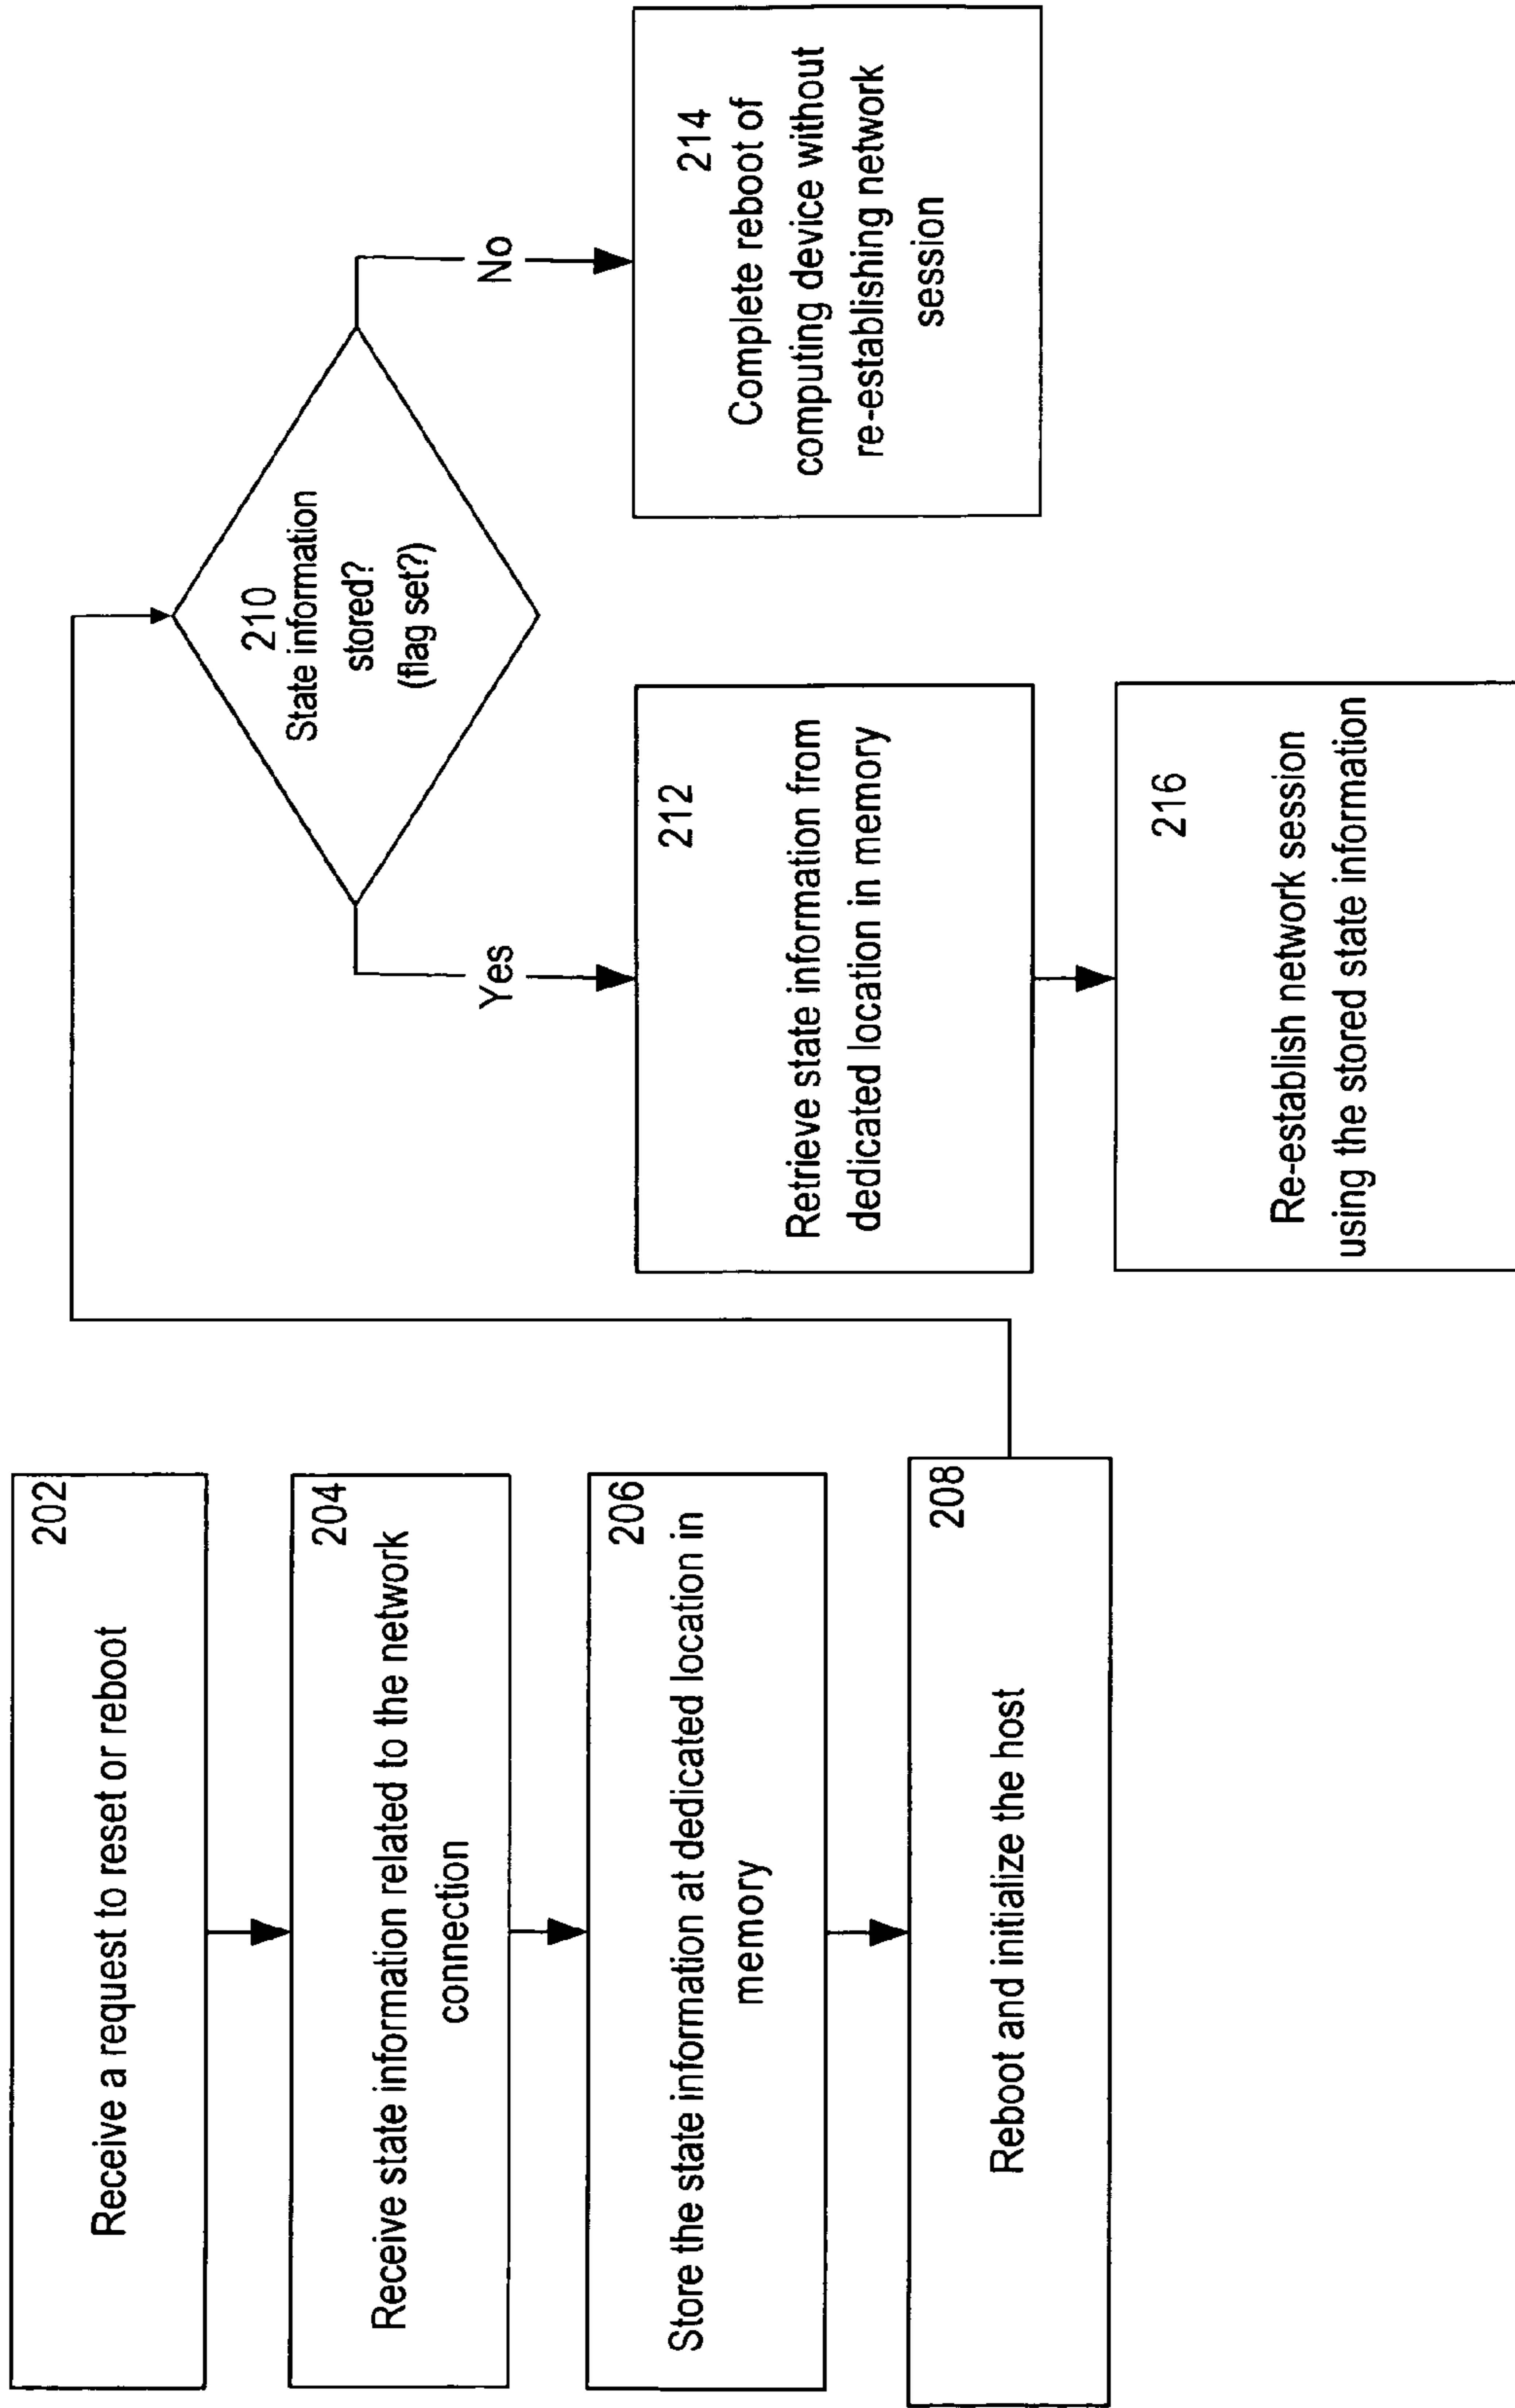 202
Receive a request to reset or reboot
204
Receive state information related to the network
connection
206
Store the state information at dedicated location in
memory
208
Reboot and initialize the host
210
State information
stored?
(flag set?)
Yes
No
212
Retrieve state information from
dedicated location in memory
214
Complete reboot of
computing device without
re-establishing network
session
216
Re-establish network session
using the stored state information